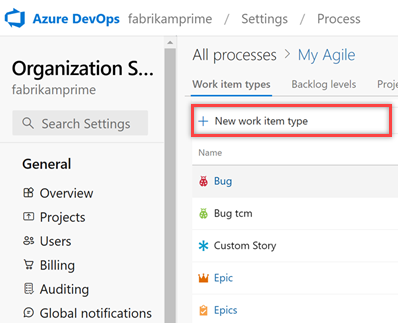 Azure DevOps fabrikamprime / Settings / Process
Organization S...
fabrikamprime
Search Settings
General
Overview
Projects
Users
Billing
Auditing
Global notifications
All processes > My Agile
Work item types Backlog levels Proje
+ New work item type
Name
Bug
Bug tcm
Custom Story
Epic
Epics